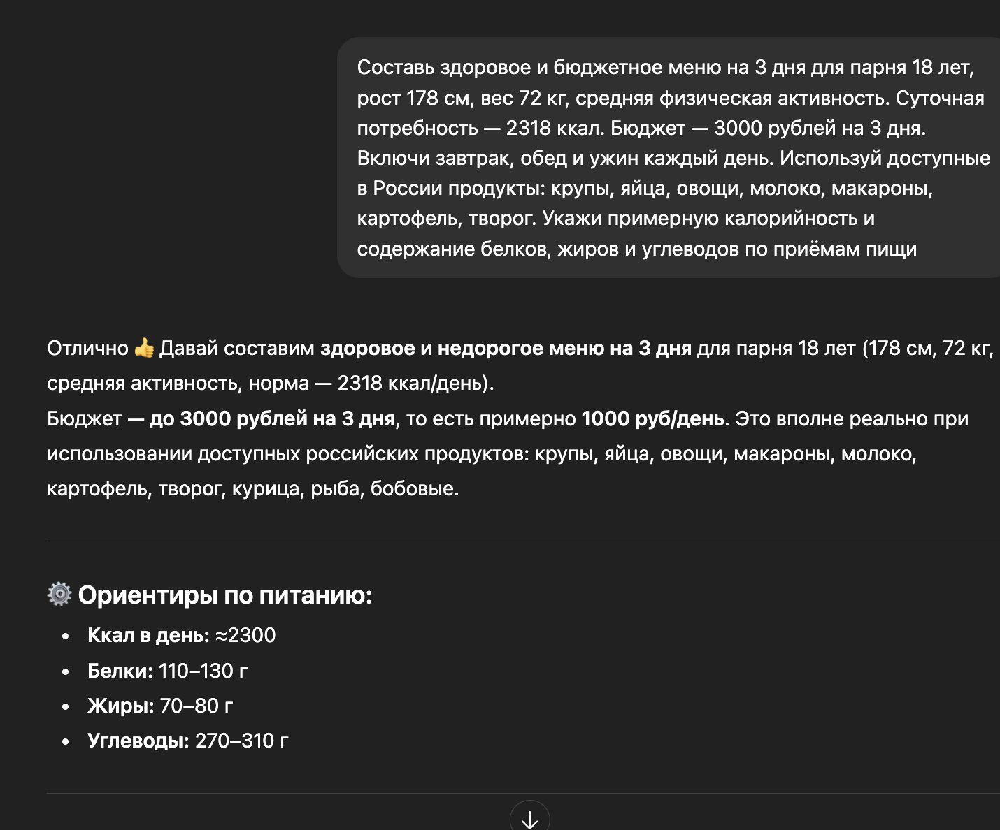 Составь здоровое и бюджетное меню на 3 дня для парня 18 лет,
рост 178 см, вес 72 кг, средняя физическая активность. Суточная
потребность — 2318 ккал. Бюджет — 3000 рублей на 3 дня.
Включи завтрак, обед и ужин каждый день. Используй доступные
в России продукты: крупы, яйца, овощи, молоко, макароны,
картофель, творог. Укажи примерную калорийность и
содержание белков, жиров и углеводов по приёмам пищи
Отлично 👍 Давай составим здоровое и недорогое меню на 3 дня для парня 18 лет (178 см, 72 кг,
средняя активность, норма — 2318 ккал/день).
Бюджет — до 3000 рублей на 3 дня, то есть примерно 1000 руб/день. Это вполне реально при
использовании доступных российских продуктов: крупы, яйца, овощи, макароны, молоко,
картофель, творог, курица, рыба, бобовые.
⚙️ Ориентиры по питанию:
• Ккал в день: ≈2300
• Белки: 110–130 г
• Жиры: 70–80 г
• Углеводы: 270–310 г